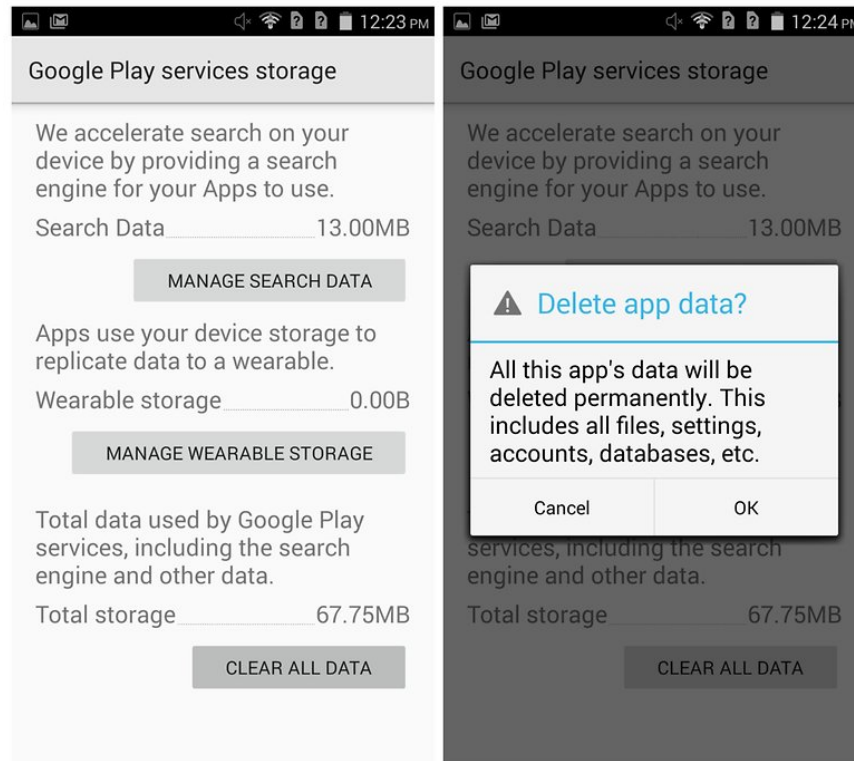 12:23 PM
Google Play services storage
We accelerate search on your
device by providing a search
engine for your Apps to use.
Search Data 13.00MB
MANAGE SEARCH DATA
Apps use your device storage to
replicate data to a wearable.
Wearable storage 0.00B
MANAGE WEARABLE STORAGE
Total data used by Google Play
services, including the search
engine and other data.
Total storage 67.75MB
CLEAR ALL DATA
12:24 PM
Google Play services storage
We accelerate search on your
device by providing a search
engine for your Apps to use.
Search Data 13.00MB
Delete app data?
All this app's data will be
deleted permanently. This
includes all files, settings,
accounts, databases, etc.
Cancel OK
services, including the search
engine and other data.
Total storage 67.75MB
CLEAR ALL DATA